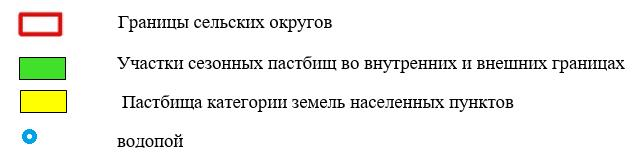 Границы сельских округов
Участки сезонных пастбищ во внутренних и внешних границах
Пастбища категории земель населенных пунктов
водопой